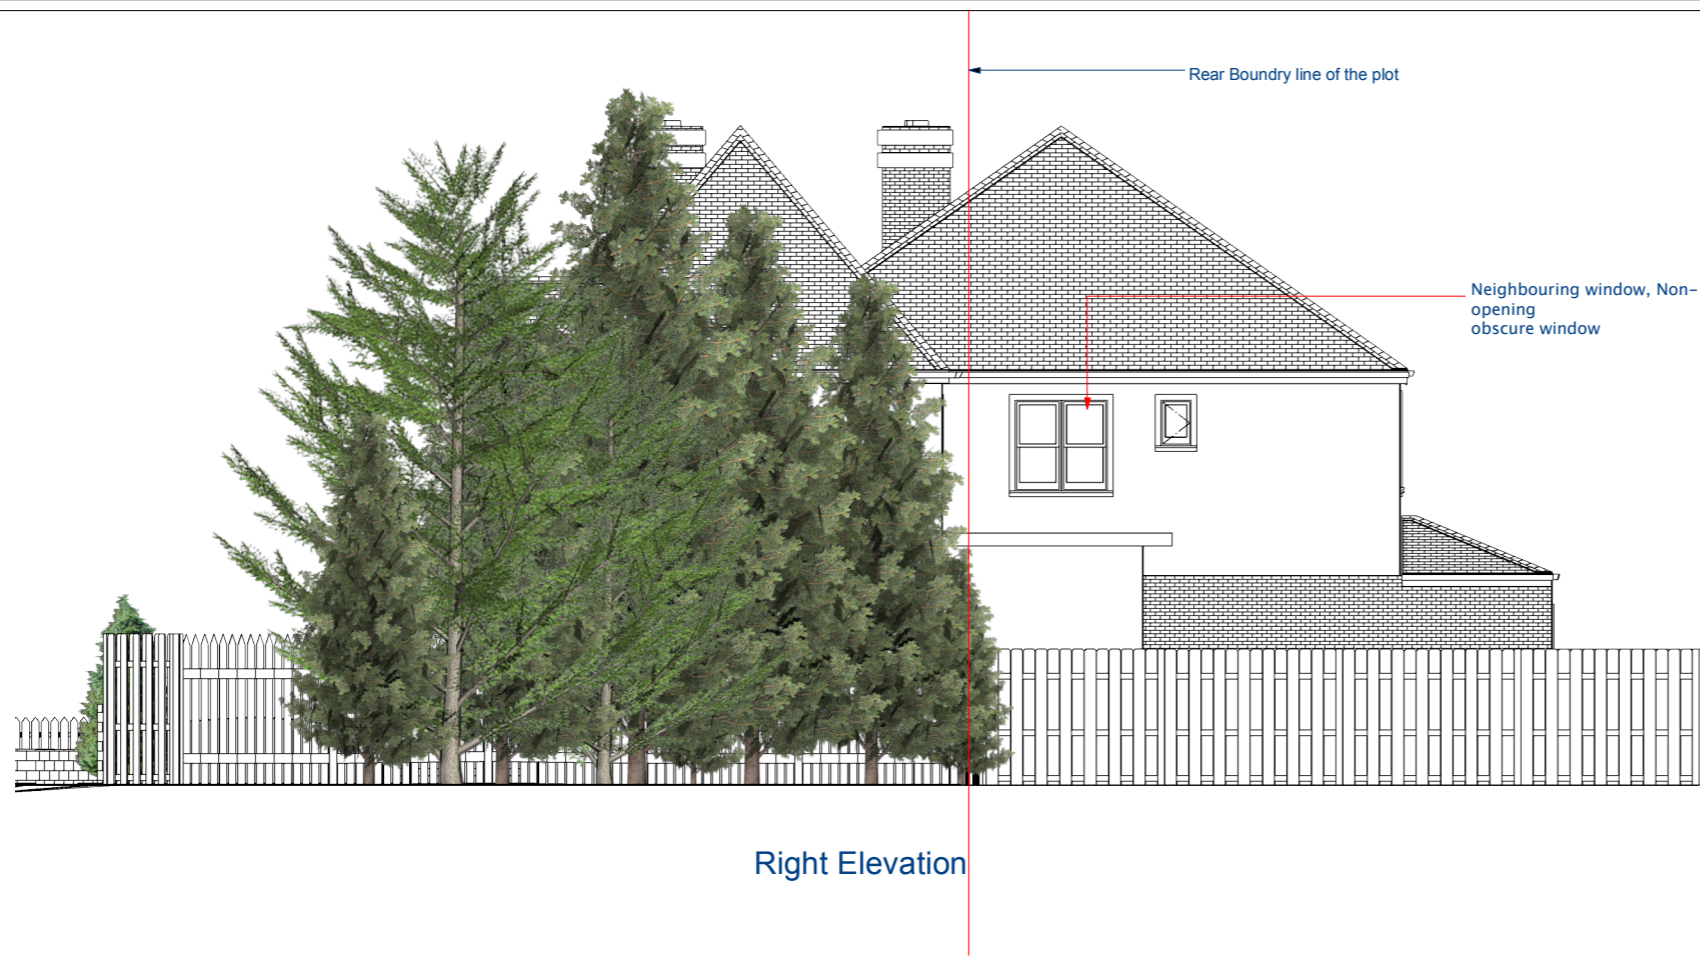 Rear Boundry line of the plot
Neighbouring window, Non-
opening
obscure window
Right Elevation